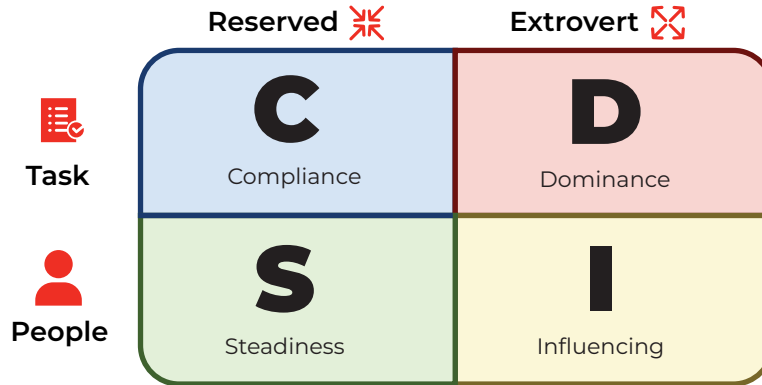 Reserved Extrovert
Task
C D
Compliance Dominance
People
S I
Steadiness Influencing